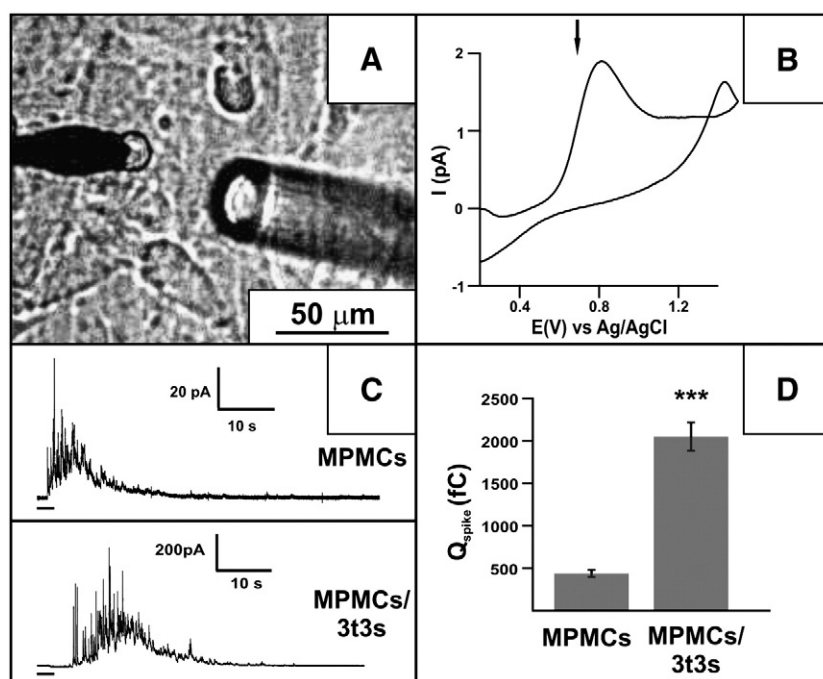 A
50 μm
B
2
1
0
-1
I (pA)
0.4 0.8 1.2
E(V) vs Ag/AgCl
C
20 pA
10 s
MPMCs
200pA
10 s
MPMCs/
3t3s
D
2500
2000
1500
1000
500
Q spike (fC)
***
MPMCs MPMCs/
3t3s